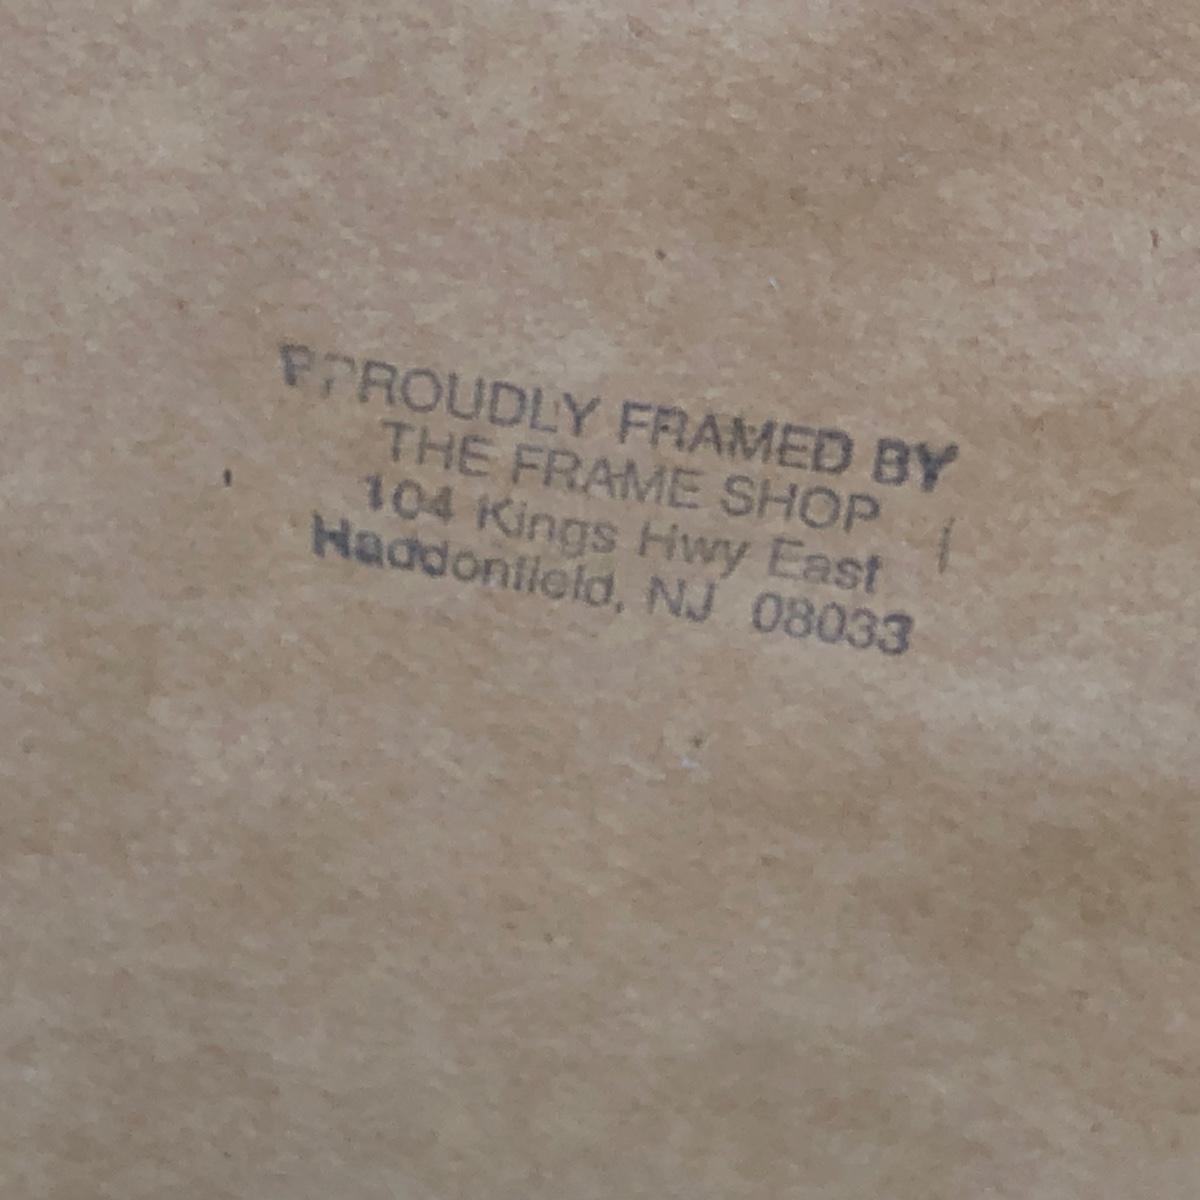 PROUDLY FRAMED BY
THE FRAME SHOP
104 Kings Hwy East
Haddonfield, NJ 08033